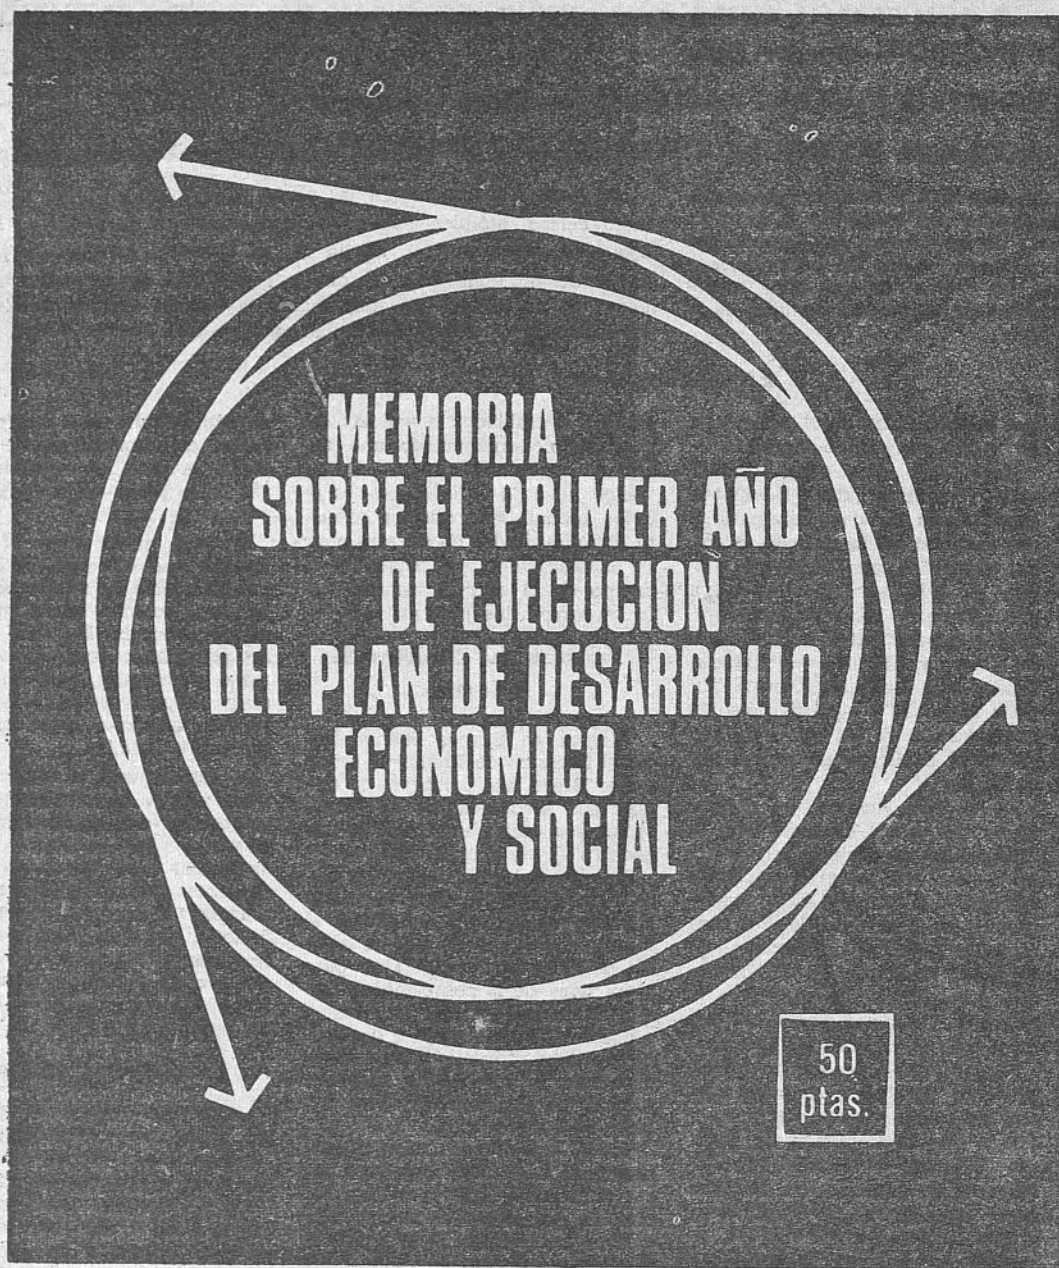 MEMORIA
SOBRE EL PRIMER AÑO
DE EJECUCION
DEL PLAN DE DESARROLLO
ECONOMICO
Y SOCIAL
50
ptas.